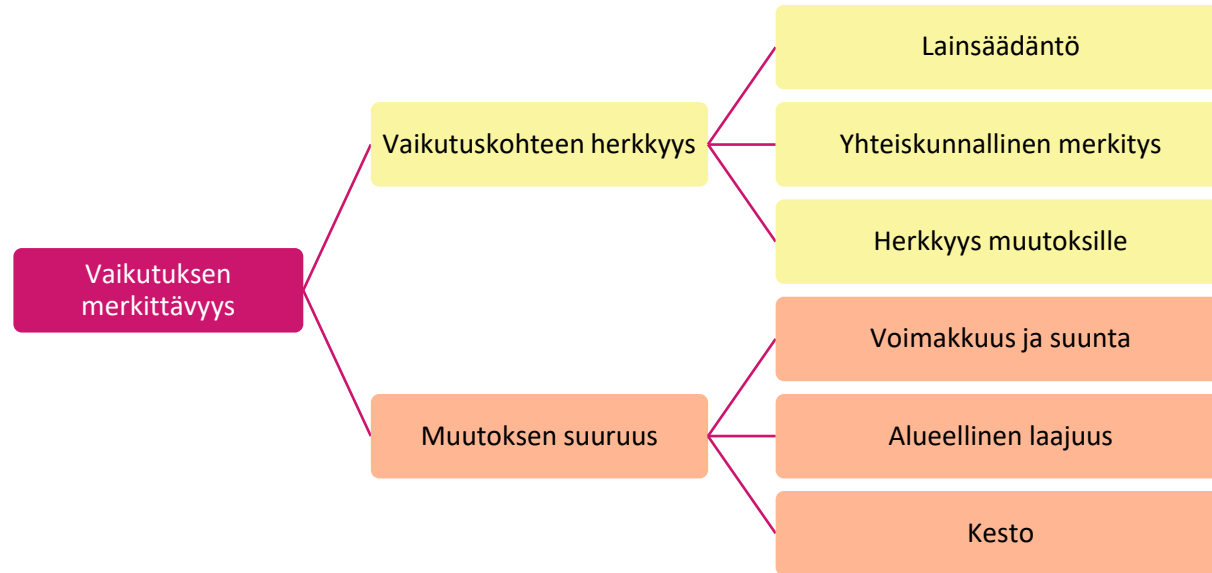 Vaikutuksen
merkittävyys
Vaikutuskohteen herkkyys
Lainsäädäntö
Yhteiskunnallinen merkitys
Herkkyys muutoksille
Muutoksen suuruus
Voimakkuus ja suunta
Alueellinen laajuus
Kesto